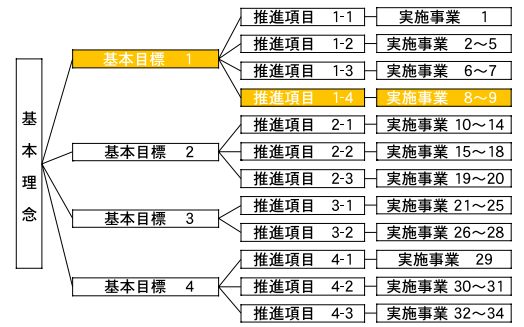 基本理念
基本目標　1
推進項目　1-1
実施事業　1
推進項目　1-2
実施事業　2～5
推進項目　1-3
実施事業　6～7
推進項目　1-4
実施事業　8～9
基本目標　2
推進項目　2-1
実施事業 10～14
推進項目　2-2
実施事業 15～18
推進項目　2-3
実施事業 19～20
基本目標　3
推進項目　3-1
実施事業 21～25
推進項目　3-2
実施事業 26～28
基本目標　4
推進項目　4-1
実施事業　29
推進項目　4-2
実施事業 30～31
推進項目　4-3
実施事業 32～34